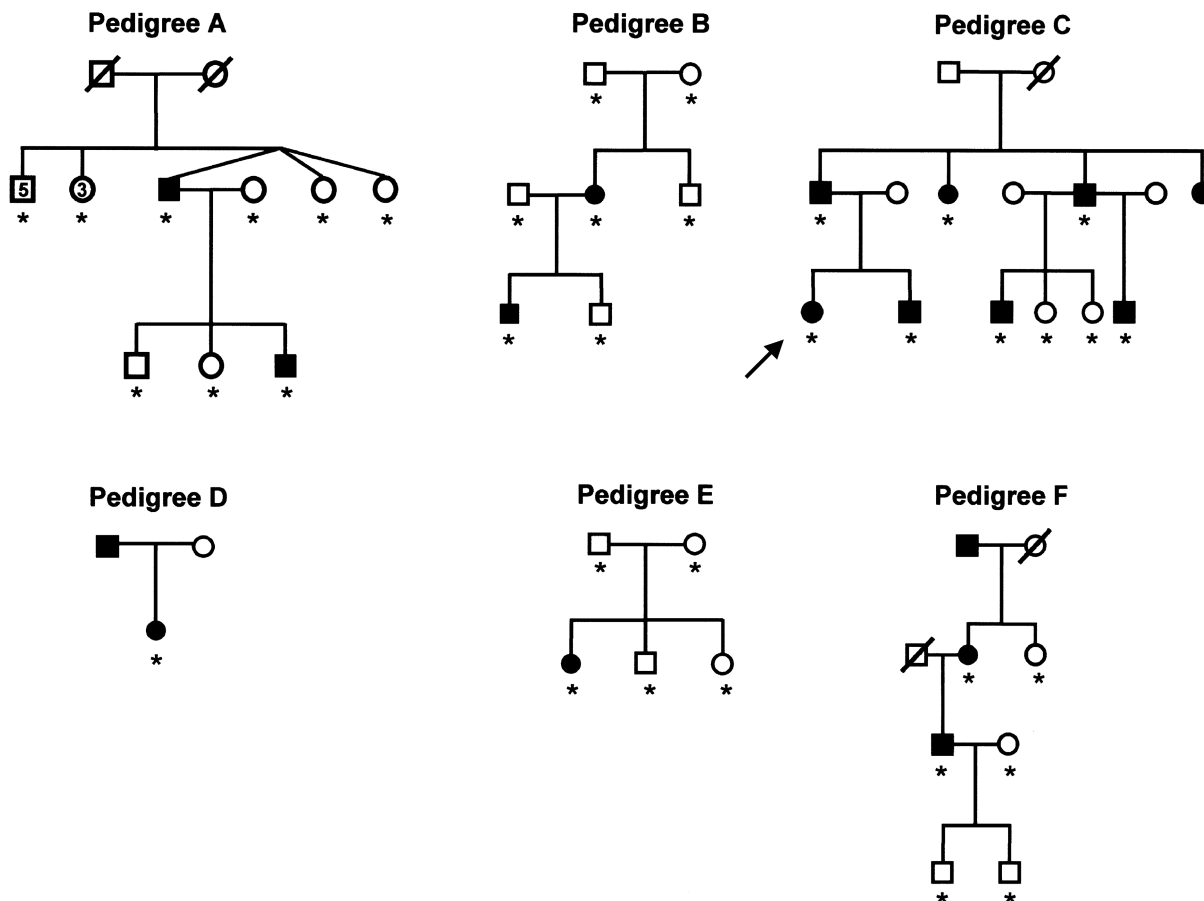 Pedigree A
Pedigree B
Pedigree C
5 3
* * * * * *
* * *
* *
* * *
* *
* *
* * * * * *
Pedigree D
Pedigree E
Pedigree F
*
* *
* * *
* *
* *
* *